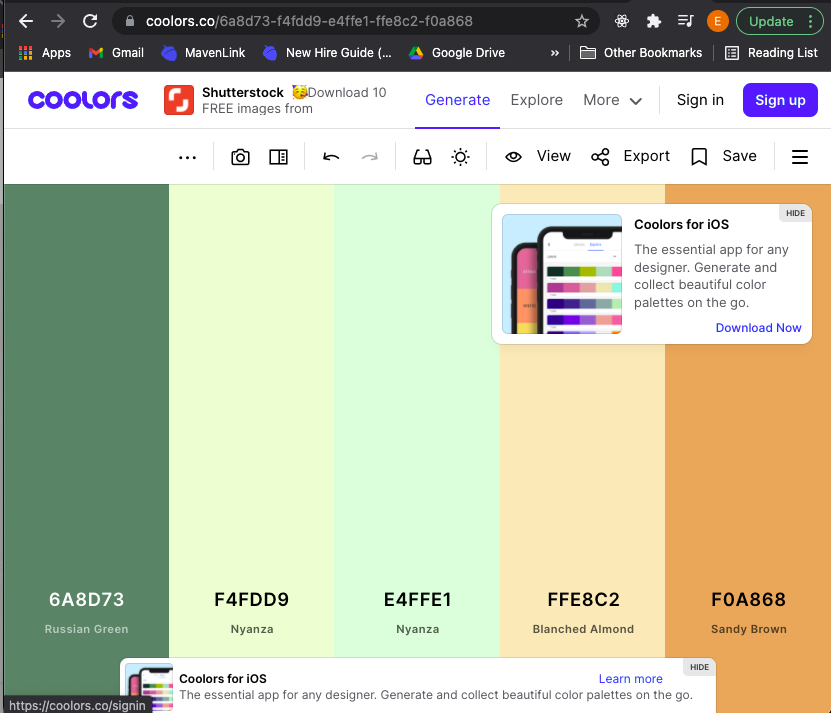 coolors.co/6a8d73-f4fdd9-e4ffe1-ffe8c2-f0a868
E
Update
Apps
Gmail
MavenLink
New Hire Guide (...
Google Drive
»
Other Bookmarks
Reading List
coolors
Shutterstock 🥳Download 10
FREE images from
Generate
Explore
More
Sign in
Sign up
View
Export
Save
HIDE
Coolors for iOS
The essential app for any
designer. Generate and
collect beautiful color
palettes on the go.
Download Now
6A8D73
Russian Green
F4FDD9
Nyanza
E4FFE1
Nyanza
FFE8C2
Blanched Almond
F0A868
Sandy Brown
Coolors for iOS
Learn more
HIDE
The essential app for any designer. Generate and collect beautiful color palettes on the go.
https://coolors.co/signin